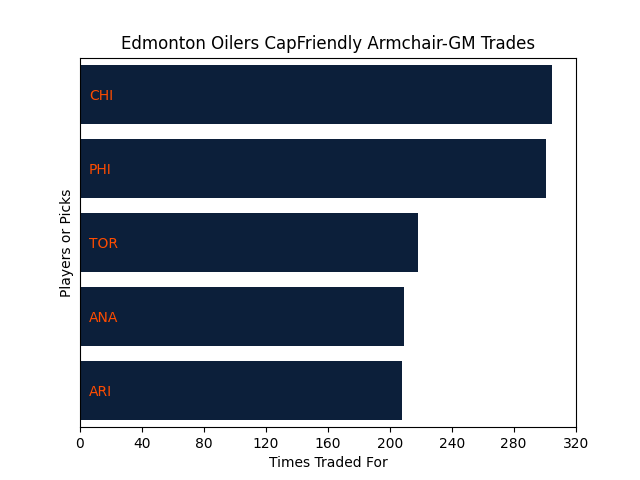 Edmonton Oilers CapFriendly Armchair-GM Trades
Players or Picks
CHI
PHI
TOR
ANA
ARI
0 40 80 120 160 200 240 280 320
Times Traded For